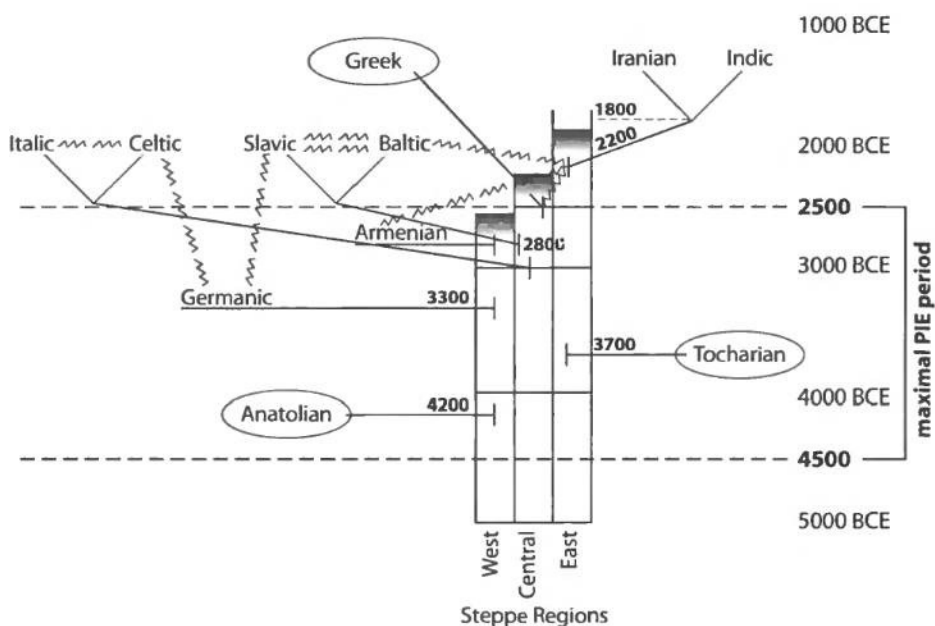 1000 BCE
Greek
Iranian
Indic
1800
2200
Italic
Celtic
Slavic
Baltic
2000 BCE
2500
Armenian
2800
3000 BCE
Germanic
3300
3700
Tocharian
maximal PIE period
Anatolian
4200
4000 BCE
4500
5000 BCE
West
Central
East
Steppe Regions